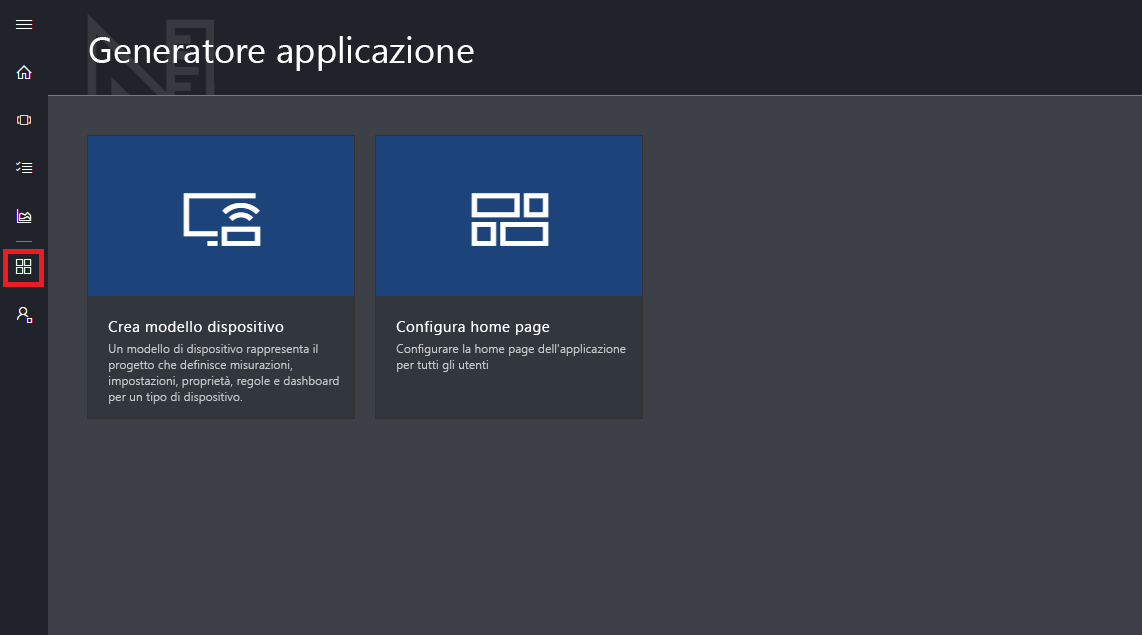 Generatore applicazione
Crea modello dispositivo
Un modello di dispositivo rappresenta il
progetto che definisce misurazioni,
impostazioni, proprietà, regole e dashboard
per un tipo di dispositivo.
Configura home page
Configurare la home page dell'applicazione
per tutti gli utenti